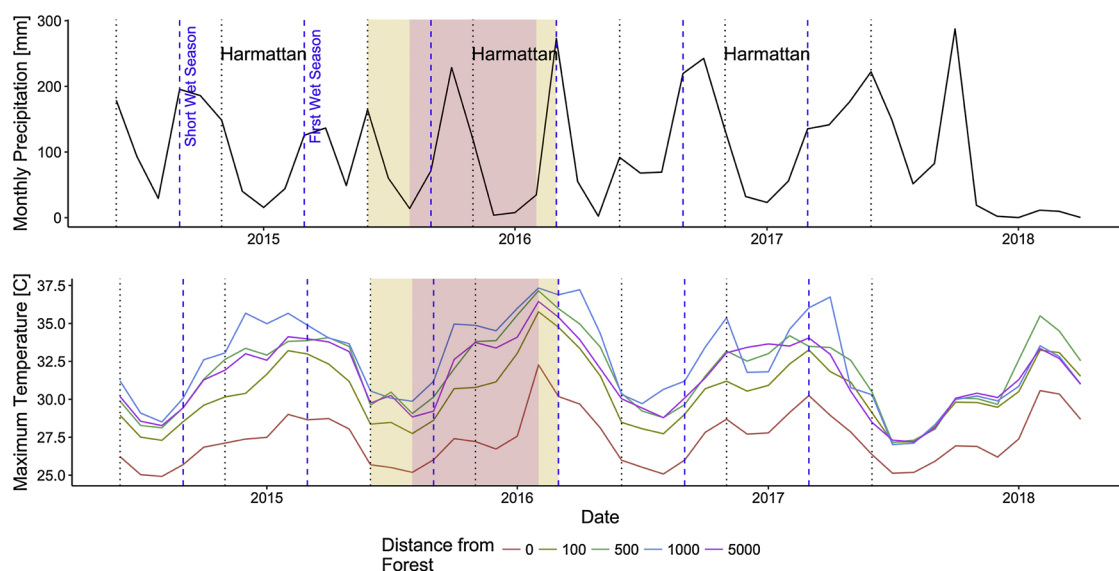 Monthly Precipitation [mm]
300
200
100
0
Short Wet Season
Harmattan
First Wet Season
Harmattan
Harmattan
2015
2016
2017
2018
Maximum Temperature [C]
37.5
35.0
32.5
30.0
27.5
25.0
2015
2016
2017
2018
Date
Distance from
Forest
0
100
500
1000
5000